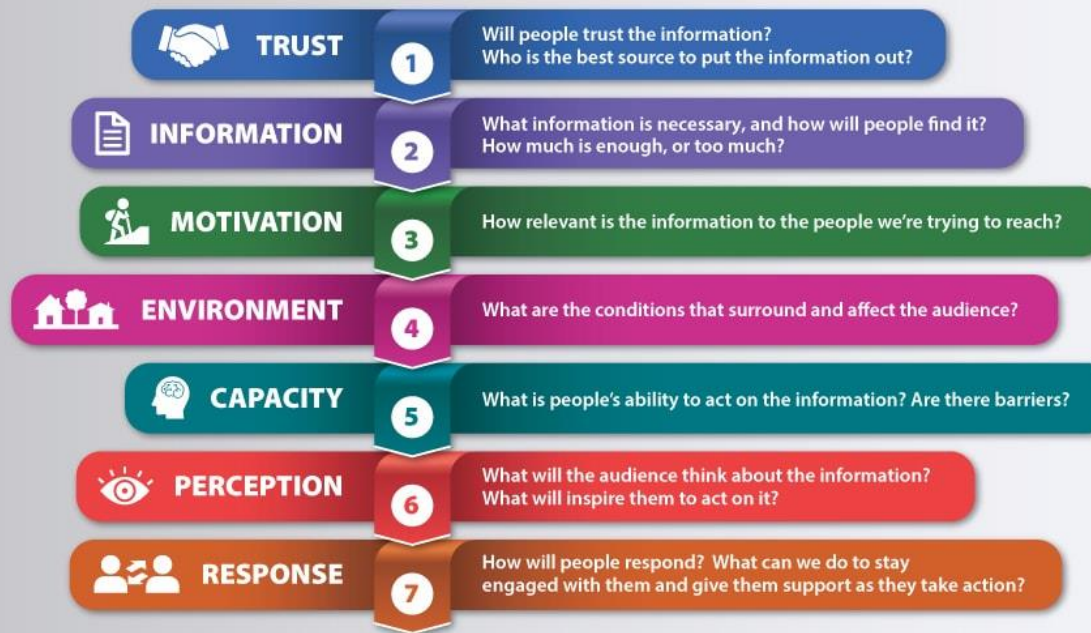 TRUST
1
Will people trust the information?
Who is the best source to put the information out?
INFORMATION
2
What information is necessary, and how will people find it?
How much is enough, or too much?
MOTIVATION
3
How relevant is the information to the people we're trying to reach?
ENVIRONMENT
4
What are the conditions that surround and affect the audience?
CAPACITY
5
What is people's ability to act on the information? Are there barriers?
PERCEPTION
6
What will the audience think about the information?
What will inspire them to act on it?
RESPONSE
7
How will people respond? What can we do to stay
engaged with them and give them support as they take action?